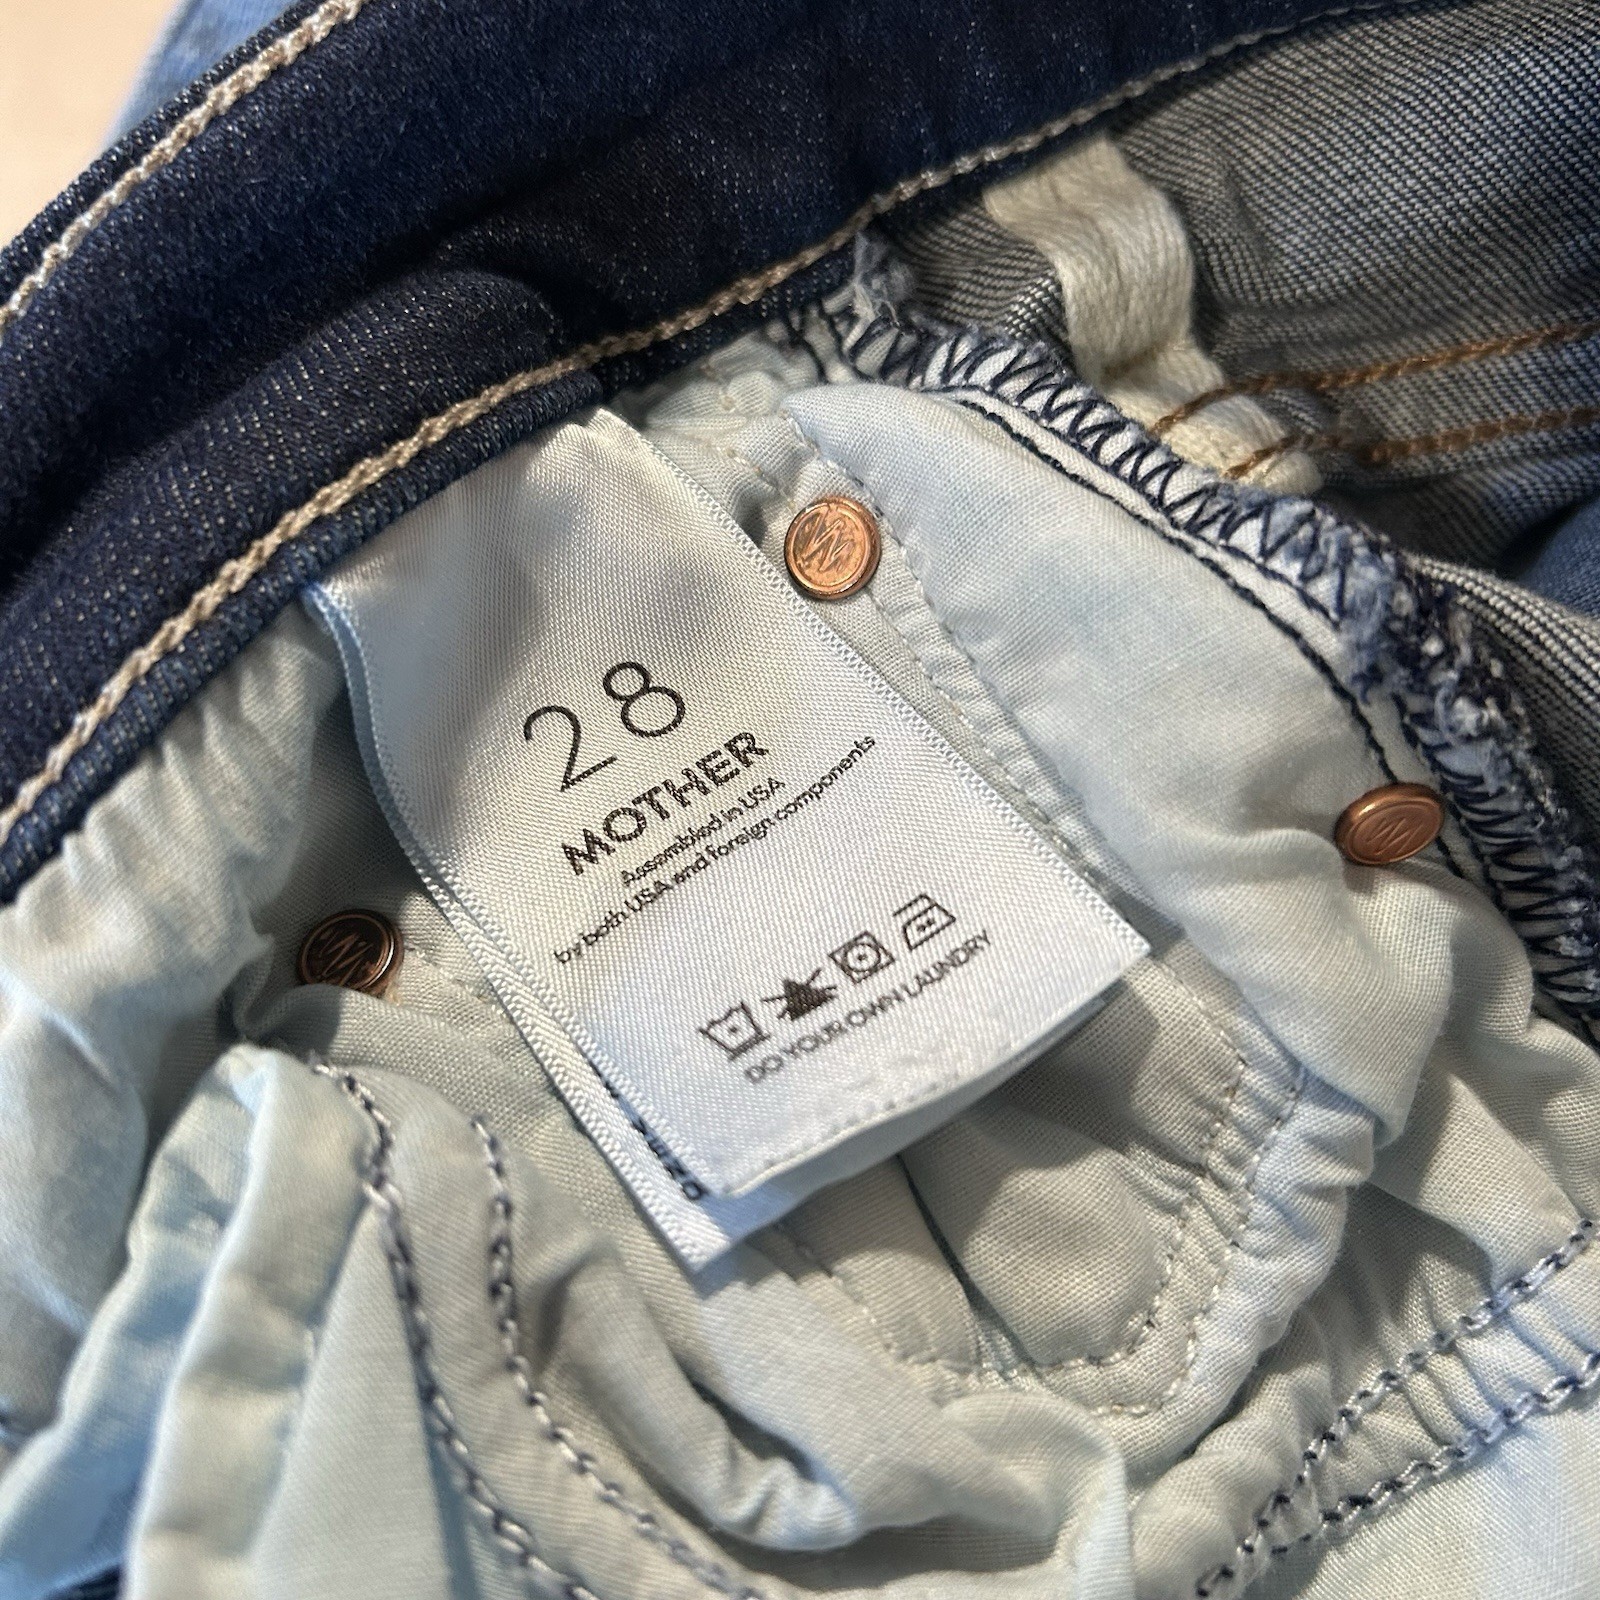 28
MOTHER
Assembled in USA
by both USA and foreign components
DO YOUR OWN LAUNDRY